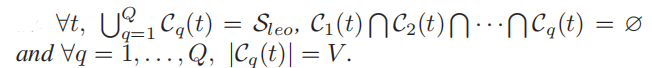 ∀t, ⋃_{q=1}^{Q} 𝒞_q(t) = 𝒮_{leo}, 𝒞_1(t) ⋂ 𝒞_2(t) ⋂ ⋯ ⋂ 𝒞_q(t) = ∅
and ∀q = 1, . . . , Q, |𝒞_q(t)| = V.